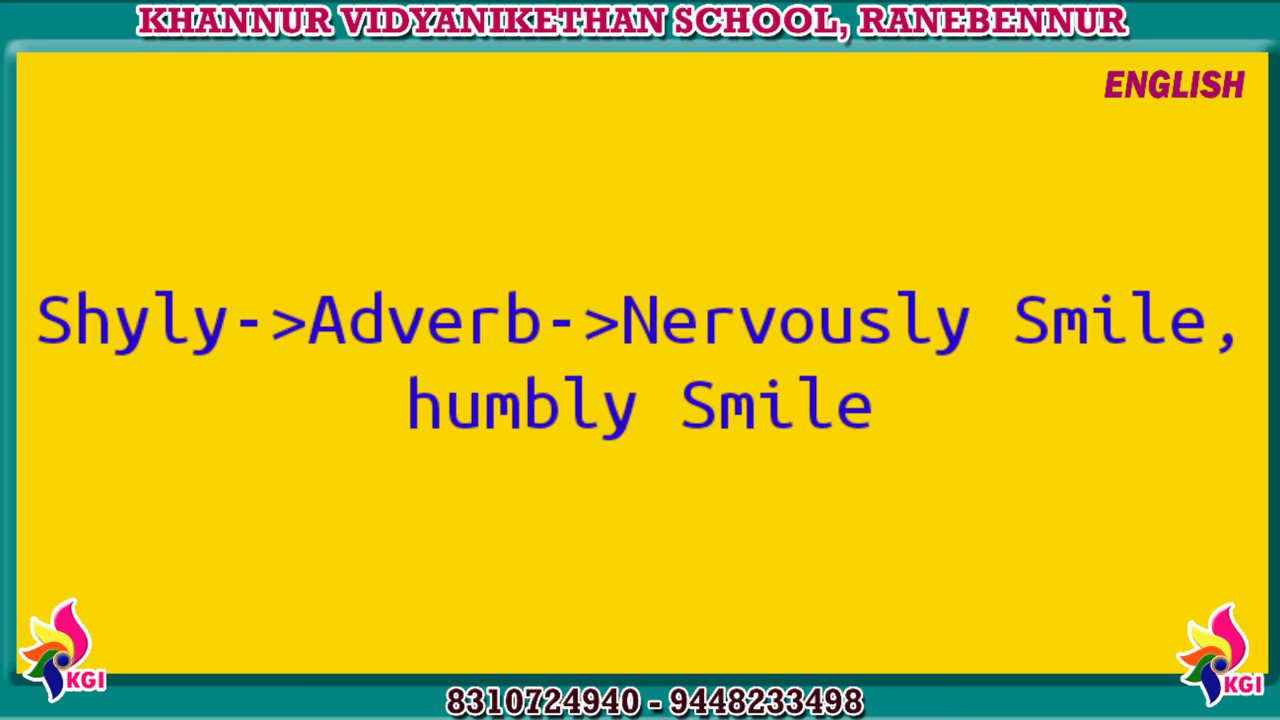 KHANNUR VIDYANIKETHAN SCHOOL, RANEBENNUR
ENGLISH
Shyly->Adverb->Nervously Smile,
humbly Smile
KGI
KGI
8310724940 - 9448233498